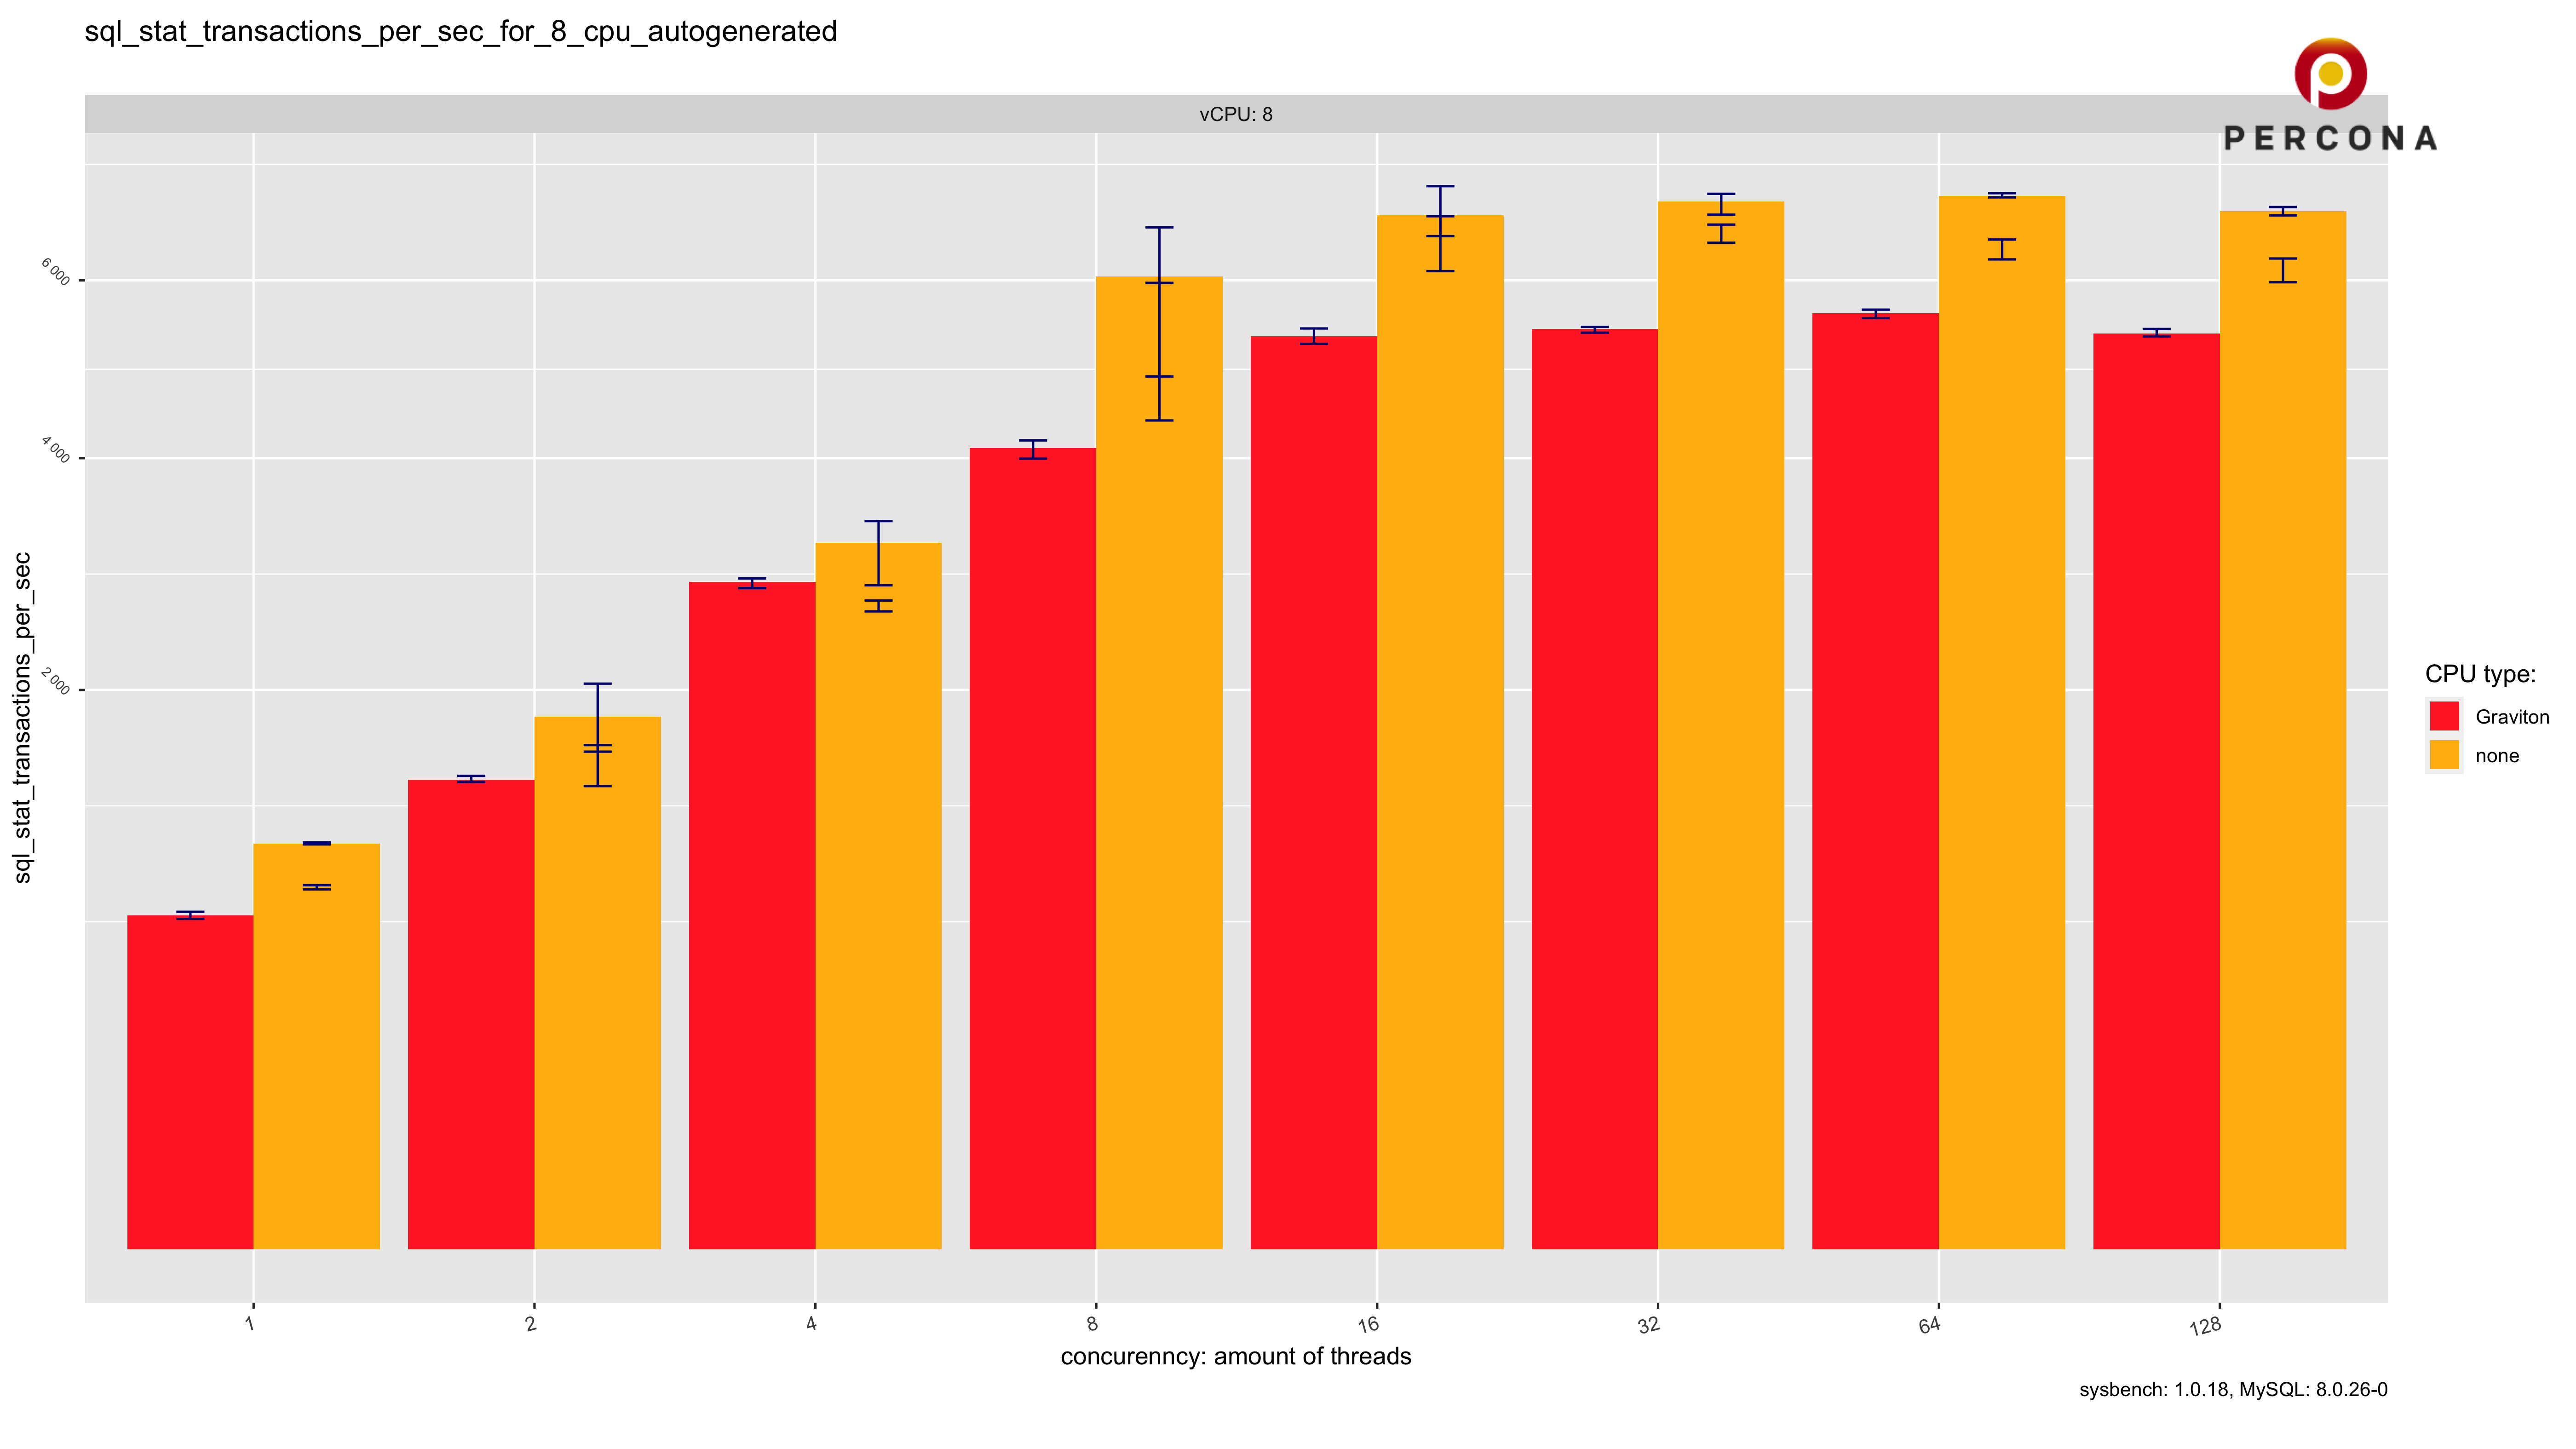 sql_stat_transactions_per_sec_for_8_cpu_autogenerated
PERCONA
vCPU: 8
sql_stat_transactions_per_sec
6 000
4 000
2 000
1
2
4
8
16
32
64
128
concurenncy: amount of threads
CPU type:
Graviton
none
sysbench: 1.0.18, MySQL: 8.0.26-0